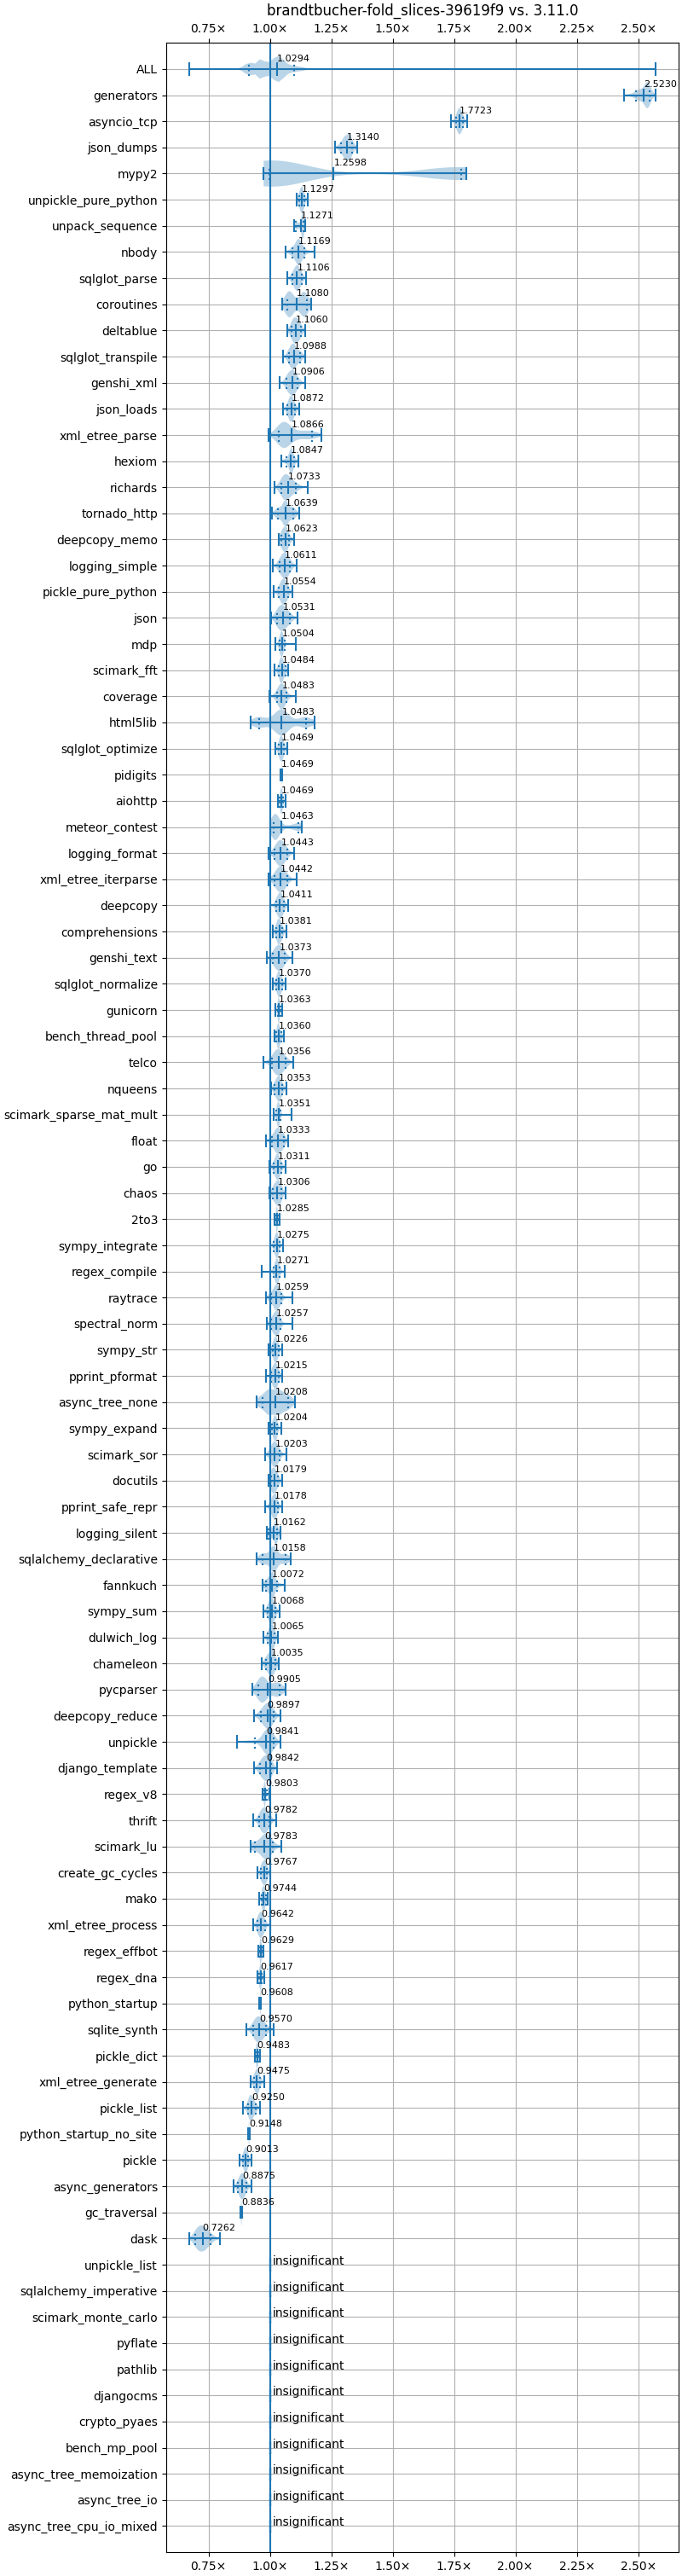 brandtbucher-fold_slices-39619f9 vs. 3.11.0
0.75× 1.00× 1.25× 1.50× 1.75× 2.00× 2.25× 2.50×
ALL 1.0294
generators 2.5230
asyncio_tcp 1.7723
json_dumps 1.3140
mypy2 1.2598
unpickle_pure_python 1.1297
unpack_sequence 1.1271
nbody 1.1169
sqlglot_parse 1.1106
coroutines 1.1080
deltablue 1.1060
sqlglot_transpile 1.0988
genshi_xml 1.0906
json_loads 1.0872
xml_etree_parse 1.0866
hexiom 1.0847
richards 1.0733
tornado_http 1.0639
deepcopy_memo 1.0623
logging_simple 1.0611
pickle_pure_python 1.0554
json 1.0531
mdp 1.0504
scimark_fft 1.0484
coverage 1.0483
html5lib 1.0483
sqlglot_optimize 1.0469
pidigits 1.0469
aiohttp 1.0469
meteor_contest 1.0463
logging_format 1.0443
xml_etree_iterparse 1.0442
deepcopy 1.0411
comprehensions 1.0381
genshi_text 1.0373
sqlglot_normalize 1.0370
gunicorn 1.0363
bench_thread_pool 1.0360
telco 1.0356
nqueens 1.0353
scimark_sparse_mat_mult 1.0351
float 1.0333
go 1.0311
chaos 1.0306
2to3 1.0285
sympy_integrate 1.0275
regex_compile 1.0271
raytrace 1.0259
spectral_norm 1.0257
sympy_str 1.0226
pprint_pformat 1.0215
async_tree_none 1.0208
sympy_expand 1.0204
scimark_sor 1.0203
docutils 1.0179
pprint_safe_repr 1.0178
logging_silent 1.0162
sqlalchemy_declarative 1.0158
fannkuch 1.0072
sympy_sum 1.0068
dulwich_log 1.0065
chameleon 1.0035
pycparser 0.9905
deepcopy_reduce 0.9897
unpickle 0.9841
django_template 0.9842
regex_v8 0.9803
thrift 0.9782
scimark_lu 0.9783
create_gc_cycles 0.9767
mako 0.9744
xml_etree_process 0.9642
regex_effbot 0.9629
regex_dna 0.9617
python_startup 0.9608
sqlite_synth 0.9570
pickle_dict 0.9483
xml_etree_generate 0.9475
pickle_list 0.9250
python_startup_no_site 0.9148
pickle 0.9013
async_generators 0.8875
gc_traversal 0.8836
dask 0.7262
unpickle_list insignificant
sqlalchemy_imperative insignificant
scimark_monte_carlo insignificant
pyflate insignificant
pathlib insignificant
djangocms insignificant
crypto_pyaes insignificant
bench_mp_pool insignificant
async_tree_memoization insignificant
async_tree_io insignificant
async_tree_cpu_io_mixed insignificant
0.75× 1.00× 1.25× 1.50× 1.75× 2.00× 2.25× 2.50×